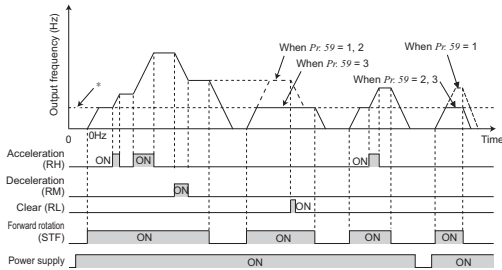 Output frequency (Hz)
When Pr. 59 = 1, 2
When Pr. 59 = 3
When Pr. 59 = 1
When Pr. 59 = 2, 3
*
0
0Hz
Time
Acceleration
(RH)
ON
ON
ON
Deceleration
(RM)
ON
Clear (RL)
ON
Forward rotation
(STF)
ON
ON
ON
ON
Power supply
ON
ON